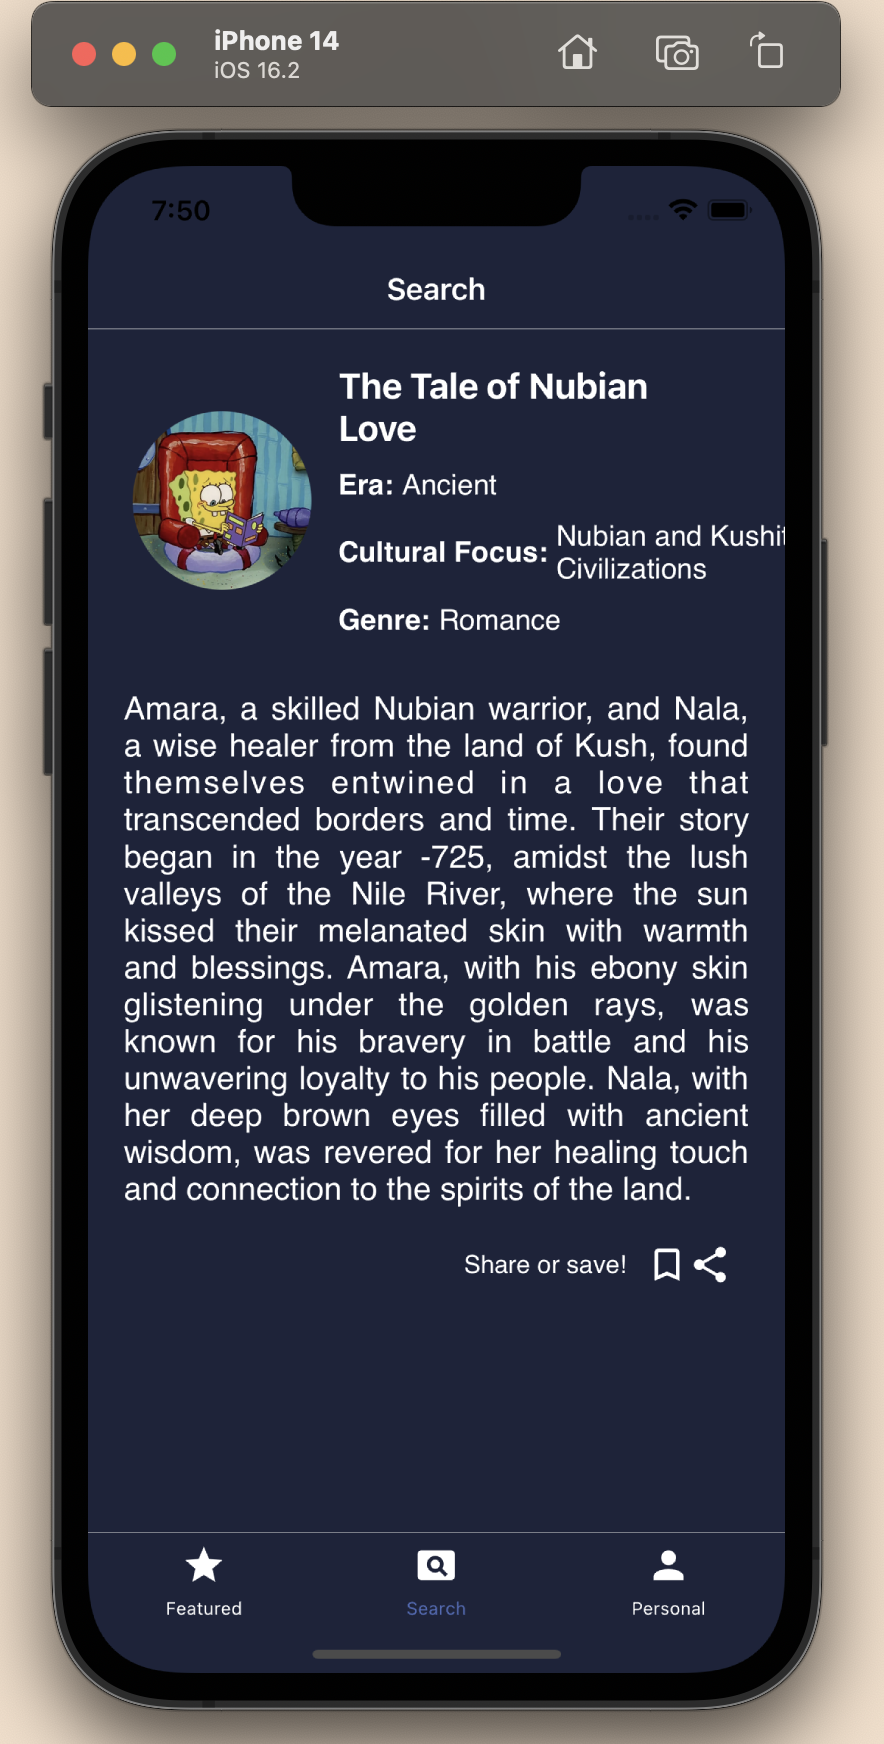 iPhone 14
iOS 16.2
7:50
Search
The Tale of Nubian
Love
Era: Ancient
Cultural Focus: Nubian and Kushit
Civilizations
Genre: Romance
Amara, a skilled Nubian warrior, and Nala,
a wise healer from the land of Kush, found
themselves entwined in a love that
transcended borders and time. Their story
began in the year -725, amidst the lush
valleys of the Nile River, where the sun
kissed their melanated skin with warmth
and blessings. Amara, with his ebony skin
glistening under the golden rays, was
known for his bravery in battle and his
unwavering loyalty to his people. Nala, with
her deep brown eyes filled with ancient
wisdom, was revered for her healing touch
and connection to the spirits of the land.
Share or save!
Featured
Search
Personal